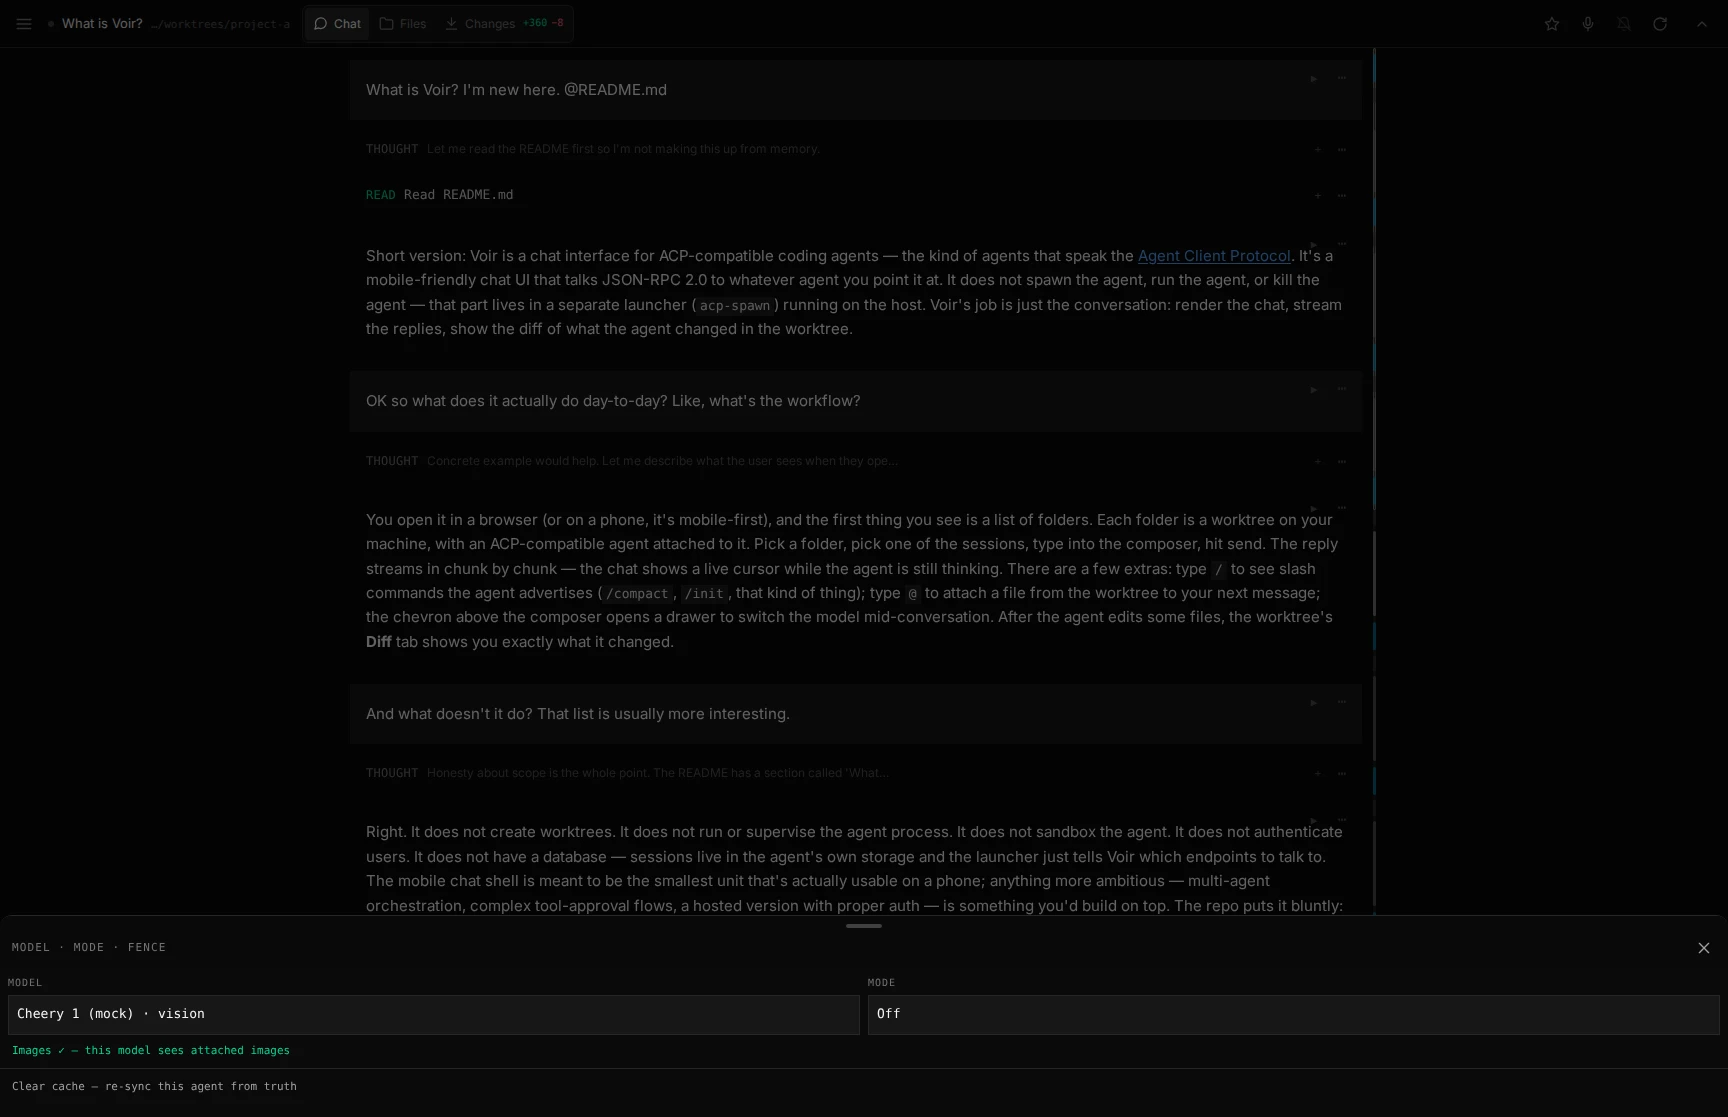 What is Voir? …/worktrees/project-a Chat Files Changes +360 −8
What is Voir? I'm new here. @README.md
THOUGHT Let me read the README first so I'm not making this up from memory.
READ Read README.md
Short version: Voir is a chat interface for ACP-compatible coding agents — the kind of agents that speak the Agent Client Protocol. It's a
mobile-friendly chat UI that talks JSON-RPC 2.0 to whatever agent you point it at. It does not spawn the agent, run the agent, or kill the
agent — that part lives in a separate launcher (acp-spawn) running on the host. Voir's job is just the conversation: render the chat, stream
the replies, show the diff of what the agent changed in the worktree.
OK so what does it actually do day-to-day? Like, what's the workflow?
THOUGHT Concrete example would help. Let me describe what the user sees when they ope…
You open it in a browser (or on a phone, it's mobile-first), and the first thing you see is a list of folders. Each folder is a worktree on your
machine, with an ACP-compatible agent attached to it. Pick a folder, pick one of the sessions, type into the composer, hit send. The reply
streams in chunk by chunk — the chat shows a live cursor while the agent is still thinking. There are a few extras: type / to see slash
commands the agent advertises (/compact, /init, that kind of thing); type @ to attach a file from the worktree to your next message;
the chevron above the composer opens a drawer to switch the model mid-conversation. After the agent edits some files, the worktree's
Diff tab shows you exactly what it changed.
And what doesn't it do? That list is usually more interesting.
THOUGHT Honesty about scope is the whole point. The README has a section called 'What…
Right. It does not create worktrees. It does not run or supervise the agent process. It does not sandbox the agent. It does not authenticate
users. It does not have a database — sessions live in the agent's own storage and the launcher just tells Voir which endpoints to talk to.
The mobile chat shell is meant to be the smallest unit that's actually usable on a phone; anything more ambitious — multi-agent
orchestration, complex tool-approval flows, a hosted version with proper auth — is something you'd build on top. The repo puts it bluntly:
MODEL · MODE · FENCE
MODEL
Cheery 1 (mock) · vision
Images ✓ — this model sees attached images
MODE
Off
Clear cache — re-sync this agent from truth